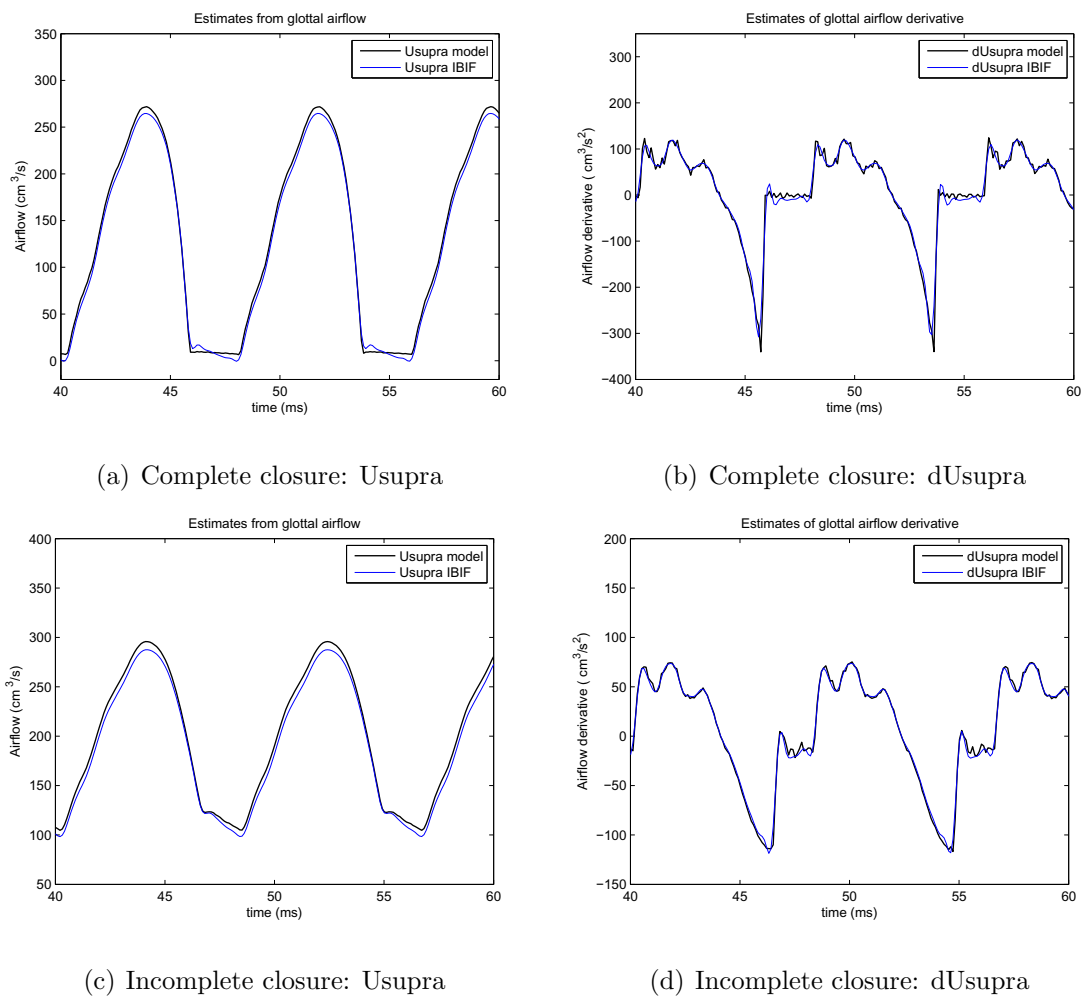 Estimates from glottal airflow
Usupra model
Usupra IBIF
350
300
250
200
150
100
50
0
Airflow (cm³/s)
40 45 50 55 60
time (ms)
(a) Complete closure: Usupra
Estimates of glottal airflow derivative
dUsupra model
dUsupra IBIF
300
200
100
0
−100
−200
−300
−400
Airflow derivative ( cm³/s²)
40 45 50 55 60
time (ms)
(b) Complete closure: dUsupra
Estimates from glottal airflow
Usupra model
Usupra IBIF
400
350
300
250
200
150
100
50
Airflow (cm³/s)
40 45 50 55 60
time (ms)
(c) Incomplete closure: Usupra
Estimates of glottal airflow derivative
dUsupra model
dUsupra IBIF
200
150
100
50
0
−50
−100
−150
Airflow derivative ( cm³/s²)
40 45 50 55 60
time (ms)
(d) Incomplete closure: dUsupra